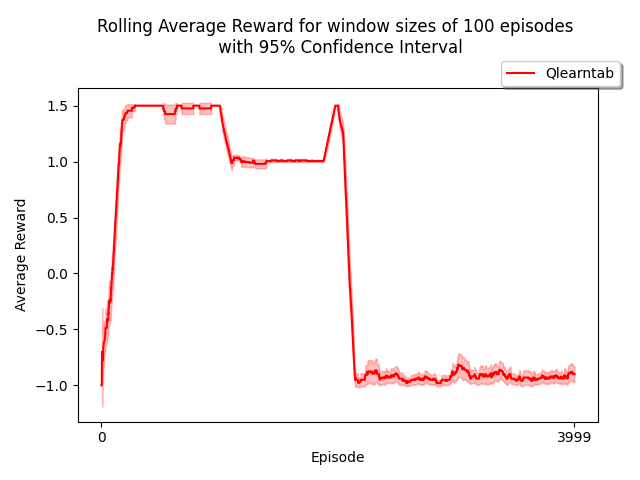 Rolling Average Reward for window sizes of 100 episodes
with 95% Confidence Interval
Qlearntab
1.5
1.0
0.5
0.0
−0.5
−1.0
Average Reward
0
3999
Episode